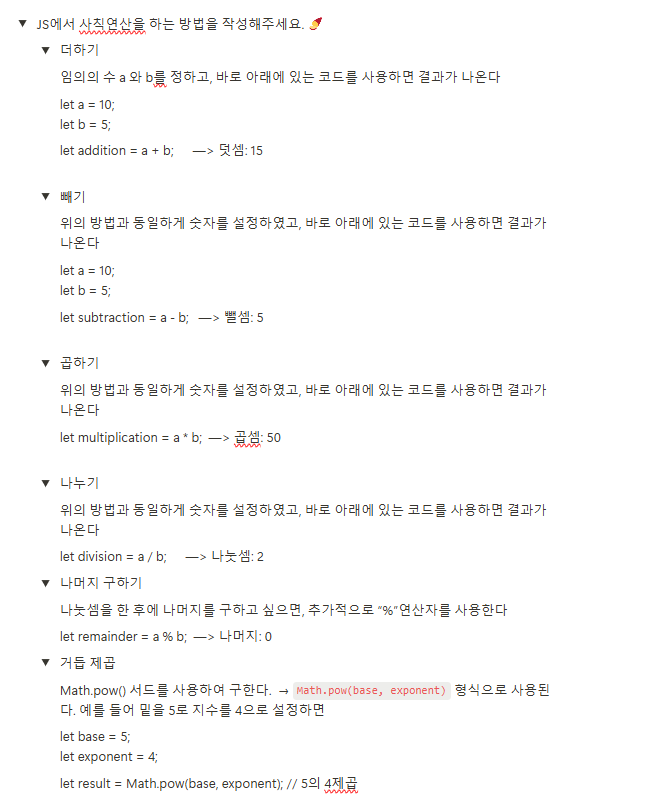 JS에서 사칙연산을 하는 방법을 작성해주세요.
더하기
임의의 수 a 와 b를 정하고, 바로 아래에 있는 코드를 사용하면 결과가 나온다
let a = 10;
let b = 5;
let addition = a + b; —> 덧셈: 15
빼기
위의 방법과 동일하게 숫자를 설정하였고, 바로 아래에 있는 코드를 사용하면 결과가
나온다
let a = 10;
let b = 5;
let subtraction = a - b; —> 뺄셈: 5
곱하기
위의 방법과 동일하게 숫자를 설정하였고, 바로 아래에 있는 코드를 사용하면 결과가
나온다
let multiplication = a * b; —> 곱셈: 50
나누기
위의 방법과 동일하게 숫자를 설정하였고, 바로 아래에 있는 코드를 사용하면 결과가
나온다
let division = a / b; —> 나눗셈: 2
나머지 구하기
나눗셈을 한 후에 나머지를 구하고 싶으면, 추가적으로 “%”연산자를 사용한다
let remainder = a % b; —> 나머지: 0
거듭 제곱
Math.pow() 서드를 사용하여 구한다. → Math.pow(base, exponent) 형식으로 사용된
다. 예를 들어 밑을 5로 지수를 4으로 설정하면
let base = 5;
let exponent = 4;
let result = Math.pow(base, exponent); // 5의 4제곱